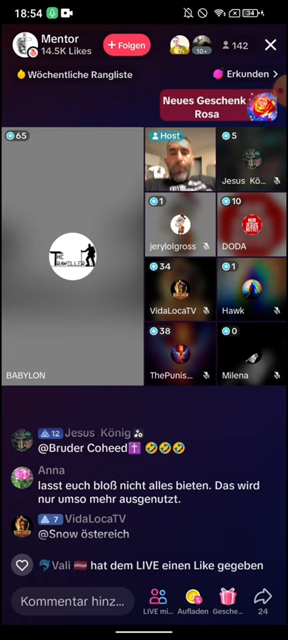 18:54
Mentor
14.5K Likes
+ Folgen
10+
142
Wöchentliche Rangliste
Erkunden >
Neues Geschenk
Rosa
65
Host
5
Jesus Kö...
1
jerylolgross
10
DODA
34
VidaLocaTV
1
Hawk
THE
TRAVELLER
BABYLON
38
ThePunis...
0
Milena
12 Jesus König
@Bruder Coheed✝️ 🤣🤣🤣
Anna
lasst euch bloß nicht alles bieten. Das wird
nur umso mehr ausgenutzt.
7 VidaLocaTV
@Snow östereich
🐬Vali 🇦🇹 hat dem LIVE einen Like gegeben
Kommentar hinz...
LIVE mi...
Aufladen
Gesche...
24